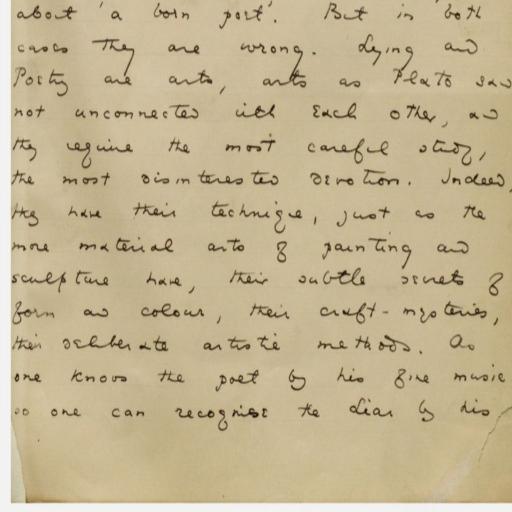 about 'a born poet'. But in both
cases they are wrong. Lying and
Poetry are arts, arts as Plato saw
not unconnected with each other, and
they require the most careful study,
the most disinterested devotion. Indeed,
they have their technique, just as the
more material arts of painting and
sculpture have, their subtle secrets of
form and colour, their craft-mysteries,
their deliberate artistic methods. As
one knows the poet by his fine music
so one can recognise the liar by his